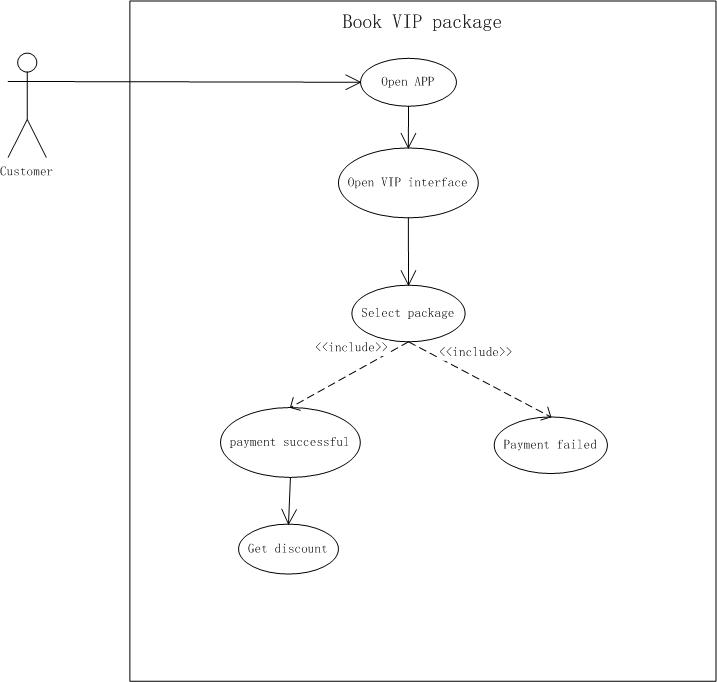 Book VIP package
Open APP
Customer
Open VIP interface
Select package
<<include>>
<<include>>
payment successful
Payment failed
Get discount